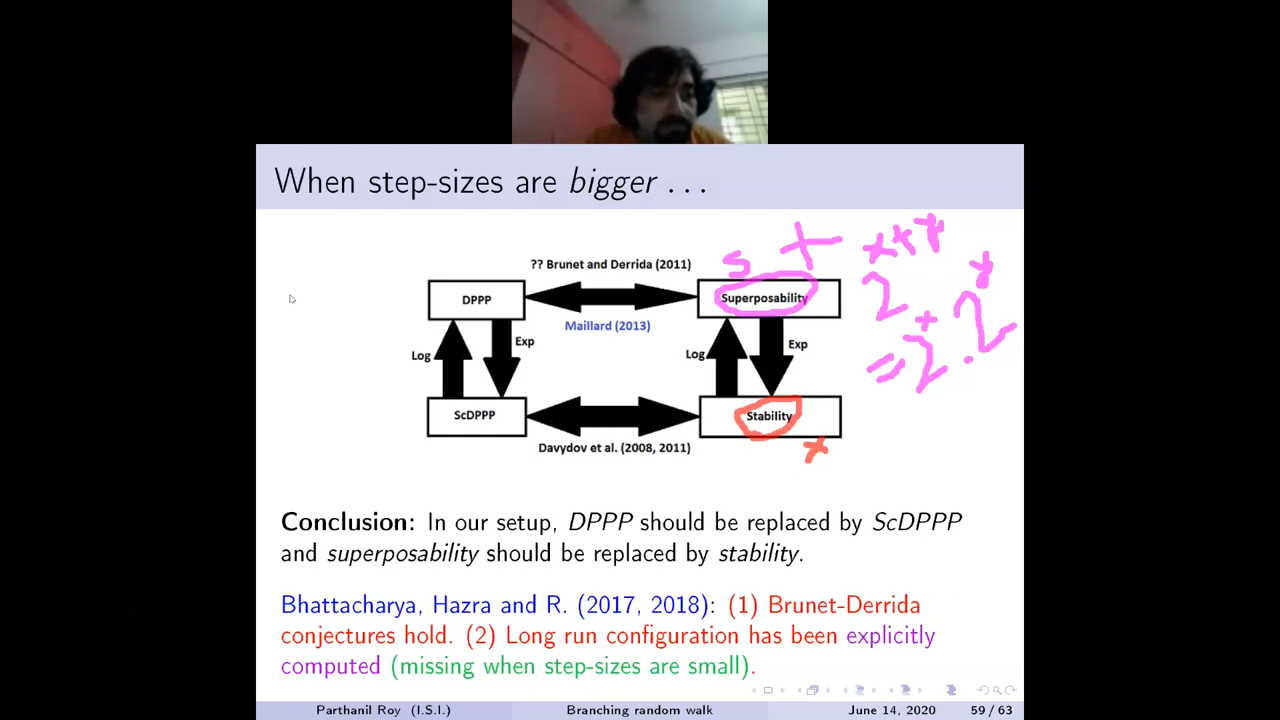 When step-sizes are bigger . . .
S +
x+y
2
= 2^x . 2^y
?? Brunet and Derrida (2011)
DPPP
Superposability
Maillard (2013)
Log
Exp
Log
Exp
ScDPPP
Stability
x
Davydov et al. (2008, 2011)
Conclusion: In our setup, DPPP should be replaced by ScDPPP
and superposability should be replaced by stability.
Bhattacharya, Hazra and R. (2017, 2018): (1) Brunet-Derrida
conjectures hold. (2) Long run configuration has been explicitly
computed (missing when step-sizes are small).
Parthanil Roy (I.S.I.)
Branching random walk
June 14, 2020
59 / 63